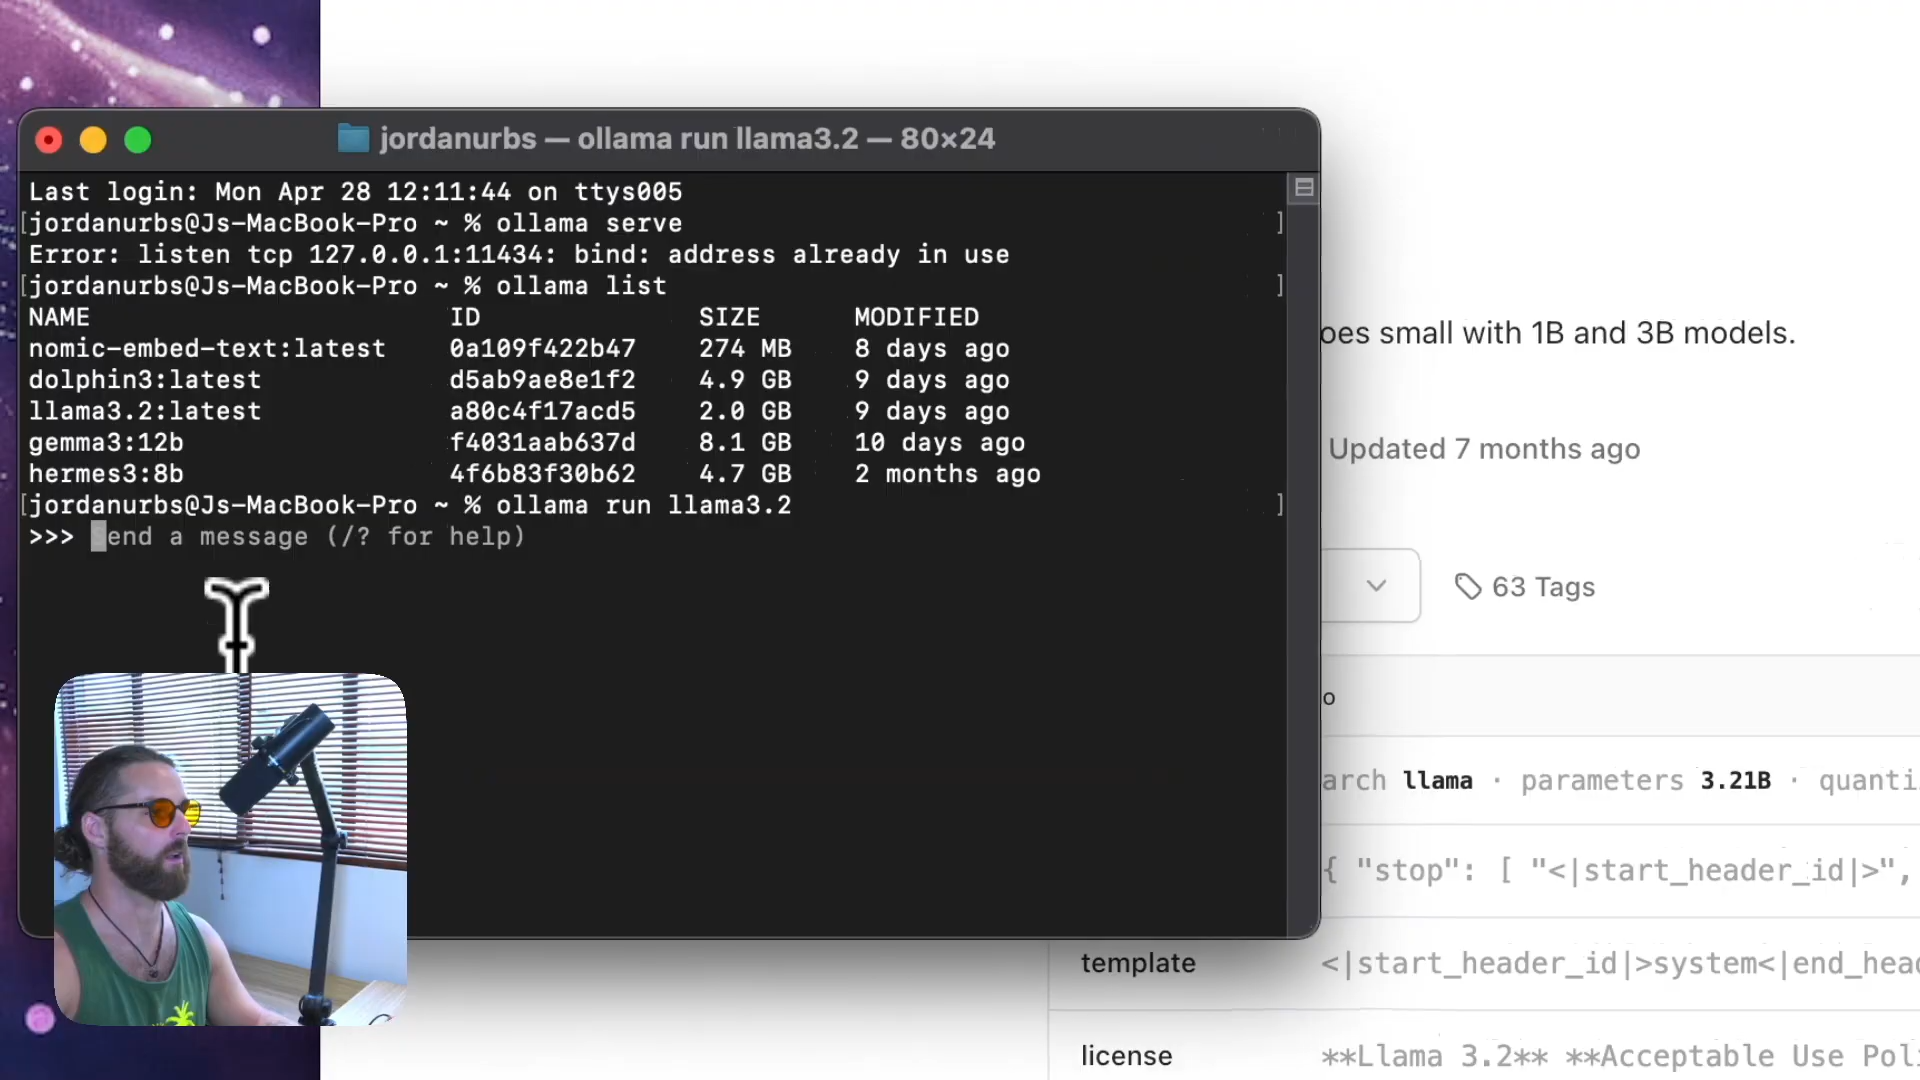 jordanurbs — ollama run llama3.2 — 80×24
Last login: Mon Apr 28 12:11:44 on ttys005
[jordanurbs@Js-MacBook-Pro ~ % ollama serve ]
Error: listen tcp 127.0.0.1:11434: bind: address already in use
[jordanurbs@Js-MacBook-Pro ~ % ollama list ]
NAME ID SIZE MODIFIED
nomic-embed-text:latest 0a109f422b47 274 MB 8 days ago
dolphin3:latest d5ab9ae8e1f2 4.9 GB 9 days ago
llama3.2:latest a80c4f17acd5 2.0 GB 9 days ago
gemma3:12b f4031aab637d 8.1 GB 10 days ago
hermes3:8b 4f6b83f30b62 4.7 GB 2 months ago
[jordanurbs@Js-MacBook-Pro ~ % ollama run llama3.2 ]
>>> Send a message (/? for help)
oes small with 1B and 3B models.
Updated 7 months ago
63 Tags
o
arch llama · parameters 3.21B · quanti
{ "stop": [ "<|start_header_id|>",
template <|start_header_id|>system<|end_head
license **Llama 3.2** **Acceptable Use Poli